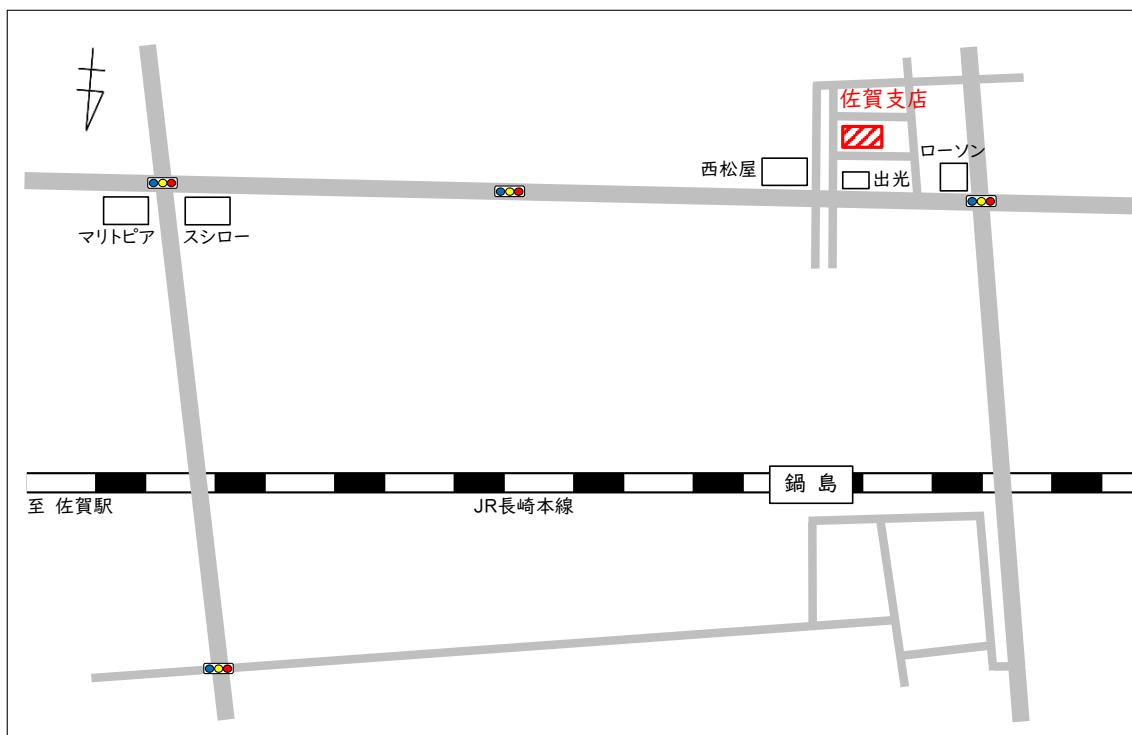 佐賀支店
ローソン
西松屋
出光
マリトピア
スシロー
鍋島
至 佐賀駅
JR長崎本線